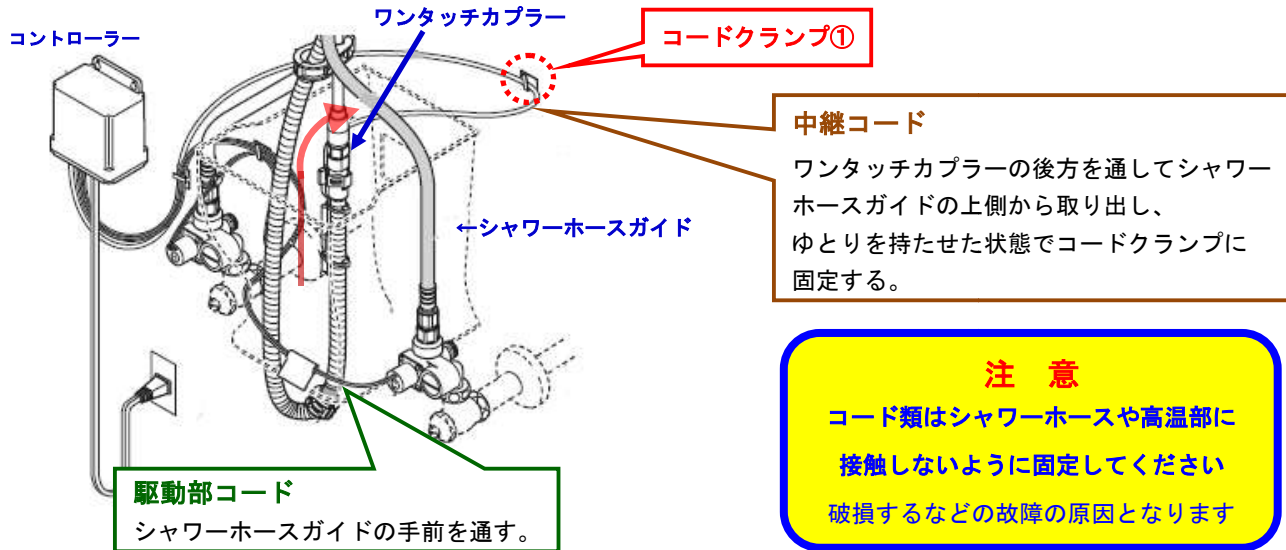 ワンタッチカプラー
コントローラー
コードクランプ①
中継コード
ワンタッチカプラーの後方を通してシャワー
ホースガイドの上側から取り出し、
ゆとりを持たせた状態でコードクランプに
固定する。
←シャワーホースガイド
注 意
コード類はシャワーホースや高温部に
接触しないように固定してください
破損するなどの故障の原因となります
駆動部コード
シャワーホースガイドの手前を通す。